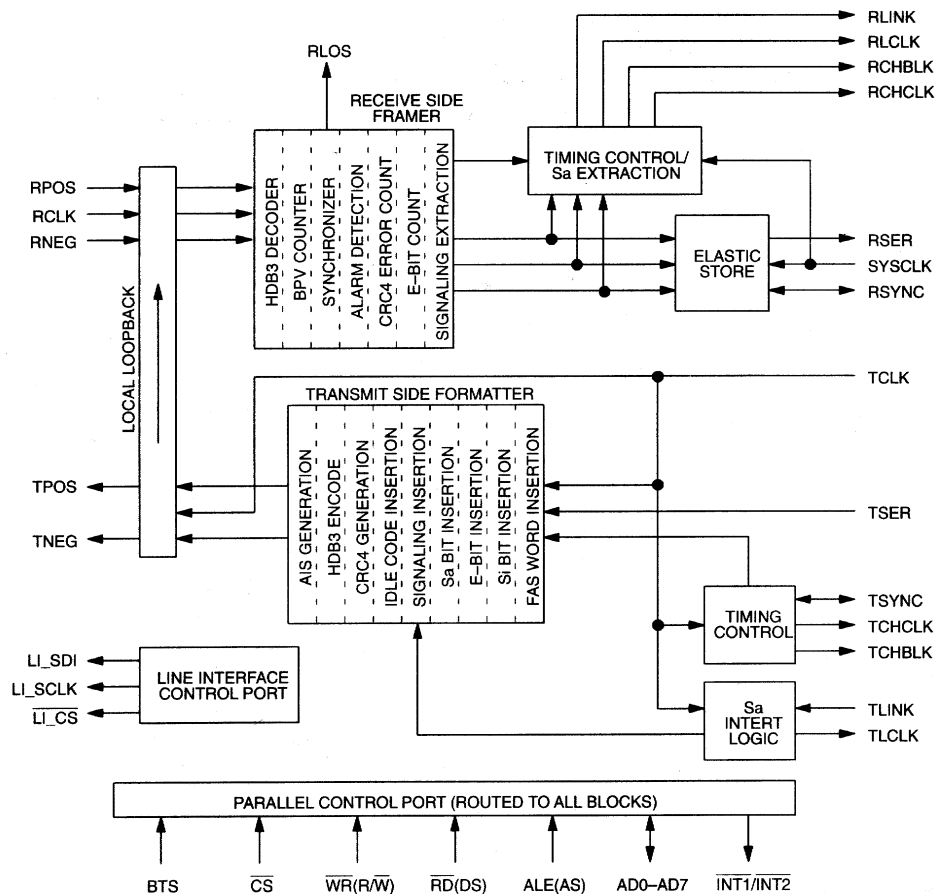 RLINK
RLCLK
RCHBLK
RCHCLK
RLOS
RECEIVE SIDE
FRAMER
HDB3 DECODER
BPV COUNTER
SYNCHRONIZER
ALARM DETECTION
CRC4 ERROR COUNT
E–BIT COUNT
SIGNALING EXTRACTION
TIMING CONTROL/
Sa EXTRACTION
RPOS
RCLK
RNEG
LOCAL LOOPBACK
ELASTIC
STORE
RSER
SYSCLK
RSYNC
TCLK
TRANSMIT SIDE FORMATTER
AIS GENERATION
HDB3 ENCODE
CRC4 GENERATION
IDLE CODE INSERTION
SIGNALING INSERTION
Sa BIT INSERTION
E–BIT INSERTION
Si BIT INSERTION
FAS WORD INSERTION
TPOS
TNEG
TSER
TIMING
CONTROL
TSYNC
TCHCLK
TCHBLK
LI_SDI
LI_SCLK
LI_CS
LINE INTERFACE
CONTROL PORT
Sa
INTERT
LOGIC
TLINK
TLCLK
PARALLEL CONTROL PORT (ROUTED TO ALL BLOCKS)
BTS
CS
WR(R/W)
RD(DS)
ALE(AS)
AD0–AD7
INT1/INT2